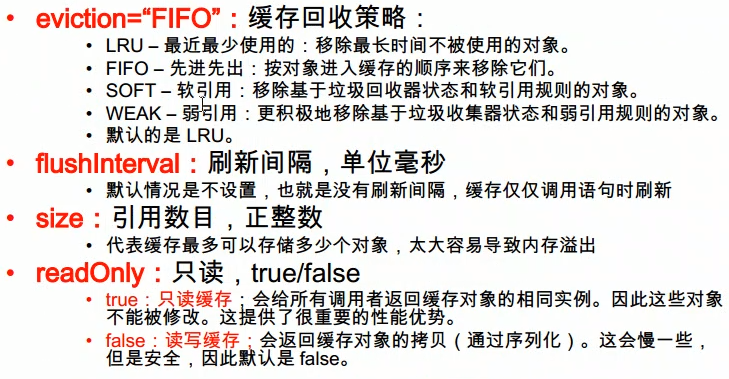 • eviction=“FIFO”：缓存回收策略：
• LRU – 最近最少使用的：移除最长时间不被使用的对象。
• FIFO – 先进先出：按对象进入缓存的顺序来移除它们。
• SOFT – 软引用：移除基于垃圾回收器状态和软引用规则的对象。
• WEAK – 弱引用：更积极地移除基于垃圾收集器状态和弱引用规则的对象。
• 默认的是 LRU。
• flushInterval：刷新间隔，单位毫秒
• 默认情况是不设置，也就是没有刷新间隔，缓存仅仅调用语句时刷新
• size：引用数目，正整数
• 代表缓存最多可以存储多少个对象，太大容易导致内存溢出
• readOnly：只读，true/false
• true：只读缓存；会给所有调用者返回缓存对象的相同实例。因此这些对象
不能被修改。这提供了很重要的性能优势。
• false：读写缓存；会返回缓存对象的拷贝（通过序列化）。这会慢一些，
但是安全，因此默认是 false。